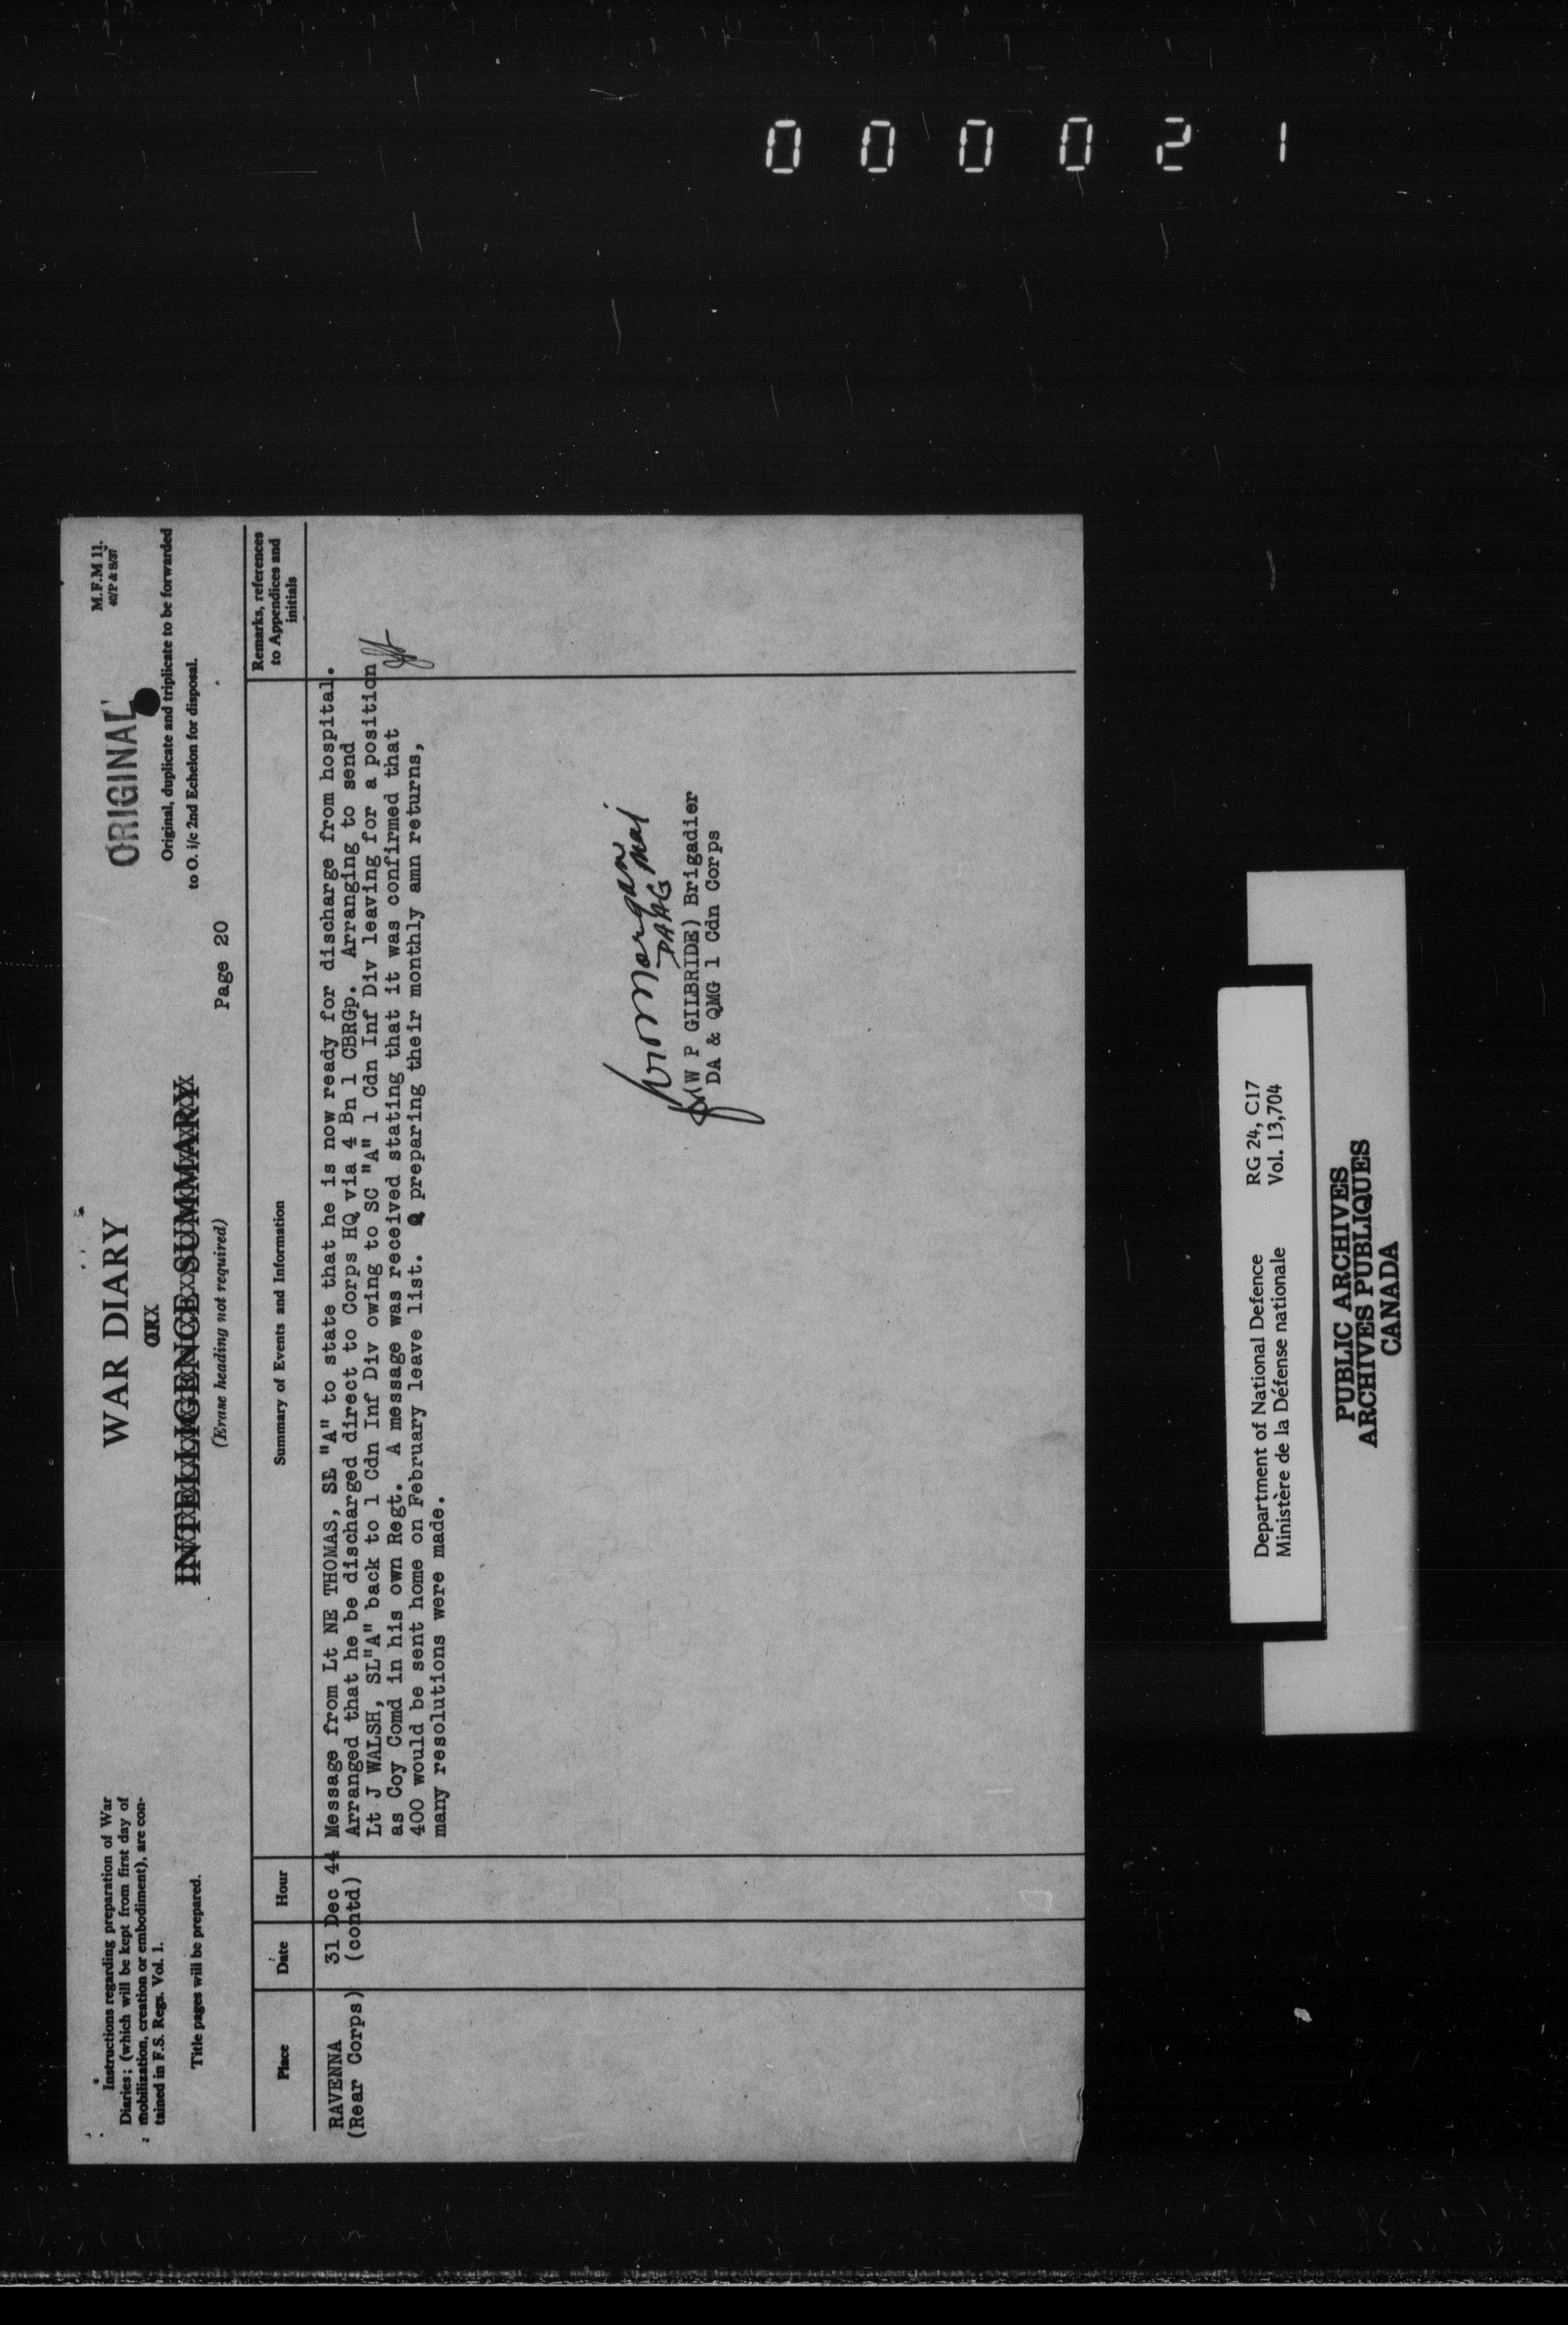 000021
Instructions regarding preparation of War
Diaries; (which will be kept from first day of
mobilization, creation or embodiment), are con-
tained in F.S. Regs. Vol. 1.
Title pages will be prepared.
WAR DIARY
INTELLIGENCE SUMMARY
(Erase heading not required)
Page 20
ORIGINAL
M.F.M 11.
Original, duplicate and triplicate to be forwarded
to O. i/c 2nd Echelon for disposal.
Place Date Hour Summary of Events and Information Remarks, references
to Appendices and
initials
RAVENNA 31 Dec 44 Message from Lt NE THOMAS, SL "A" to state that he is now ready for discharge from hospital.
(Rear Corps) (contd) Arranged that he be discharged direct to Corps HQ via 4 Bn 1 CBRGp. Arranging to send
Lt J WALSH, SL"A" back to 1 Cdn Inf Div owing to SC "A" 1 Cdn Inf Div leaving for a position
as Coy Comd in his own Regt. A message was received stating that it was confirmed that
400 would be sent home on February leave list. Q preparing their monthly amn returns,
many resolutions were made.
Morgan Maj
DAAG
(W P GILBRIDE) Brigadier
DA & QMG 1 Cdn Corps
Department of National Defence RG 24, C17
Ministère de la Défense nationale Vol. 13,704
PUBLIC ARCHIVES
ARCHIVES PUBLIQUES
CANADA